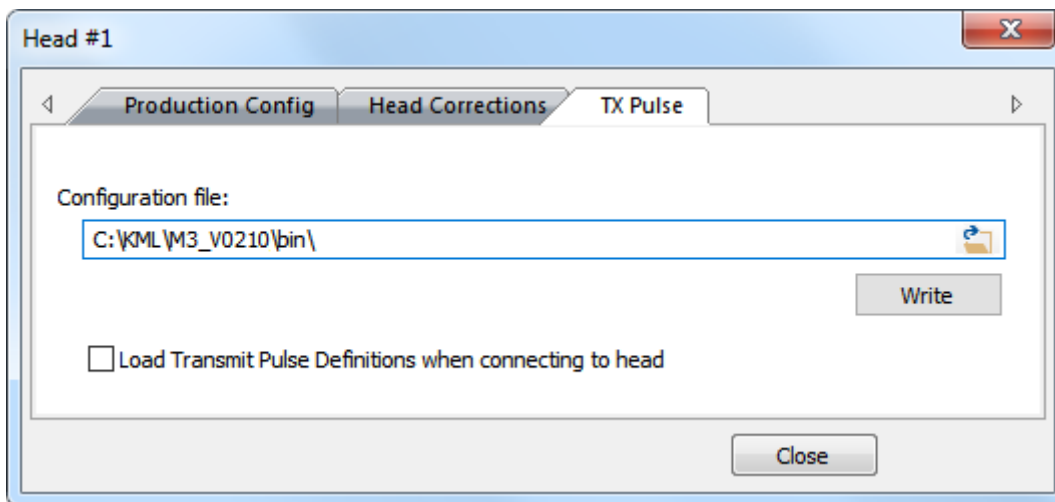 Head #1
Production Config Head Corrections TX Pulse
Configuration file:
C:\KML\M3_V0210\bin\
Write
Load Transmit Pulse Definitions when connecting to head
Close